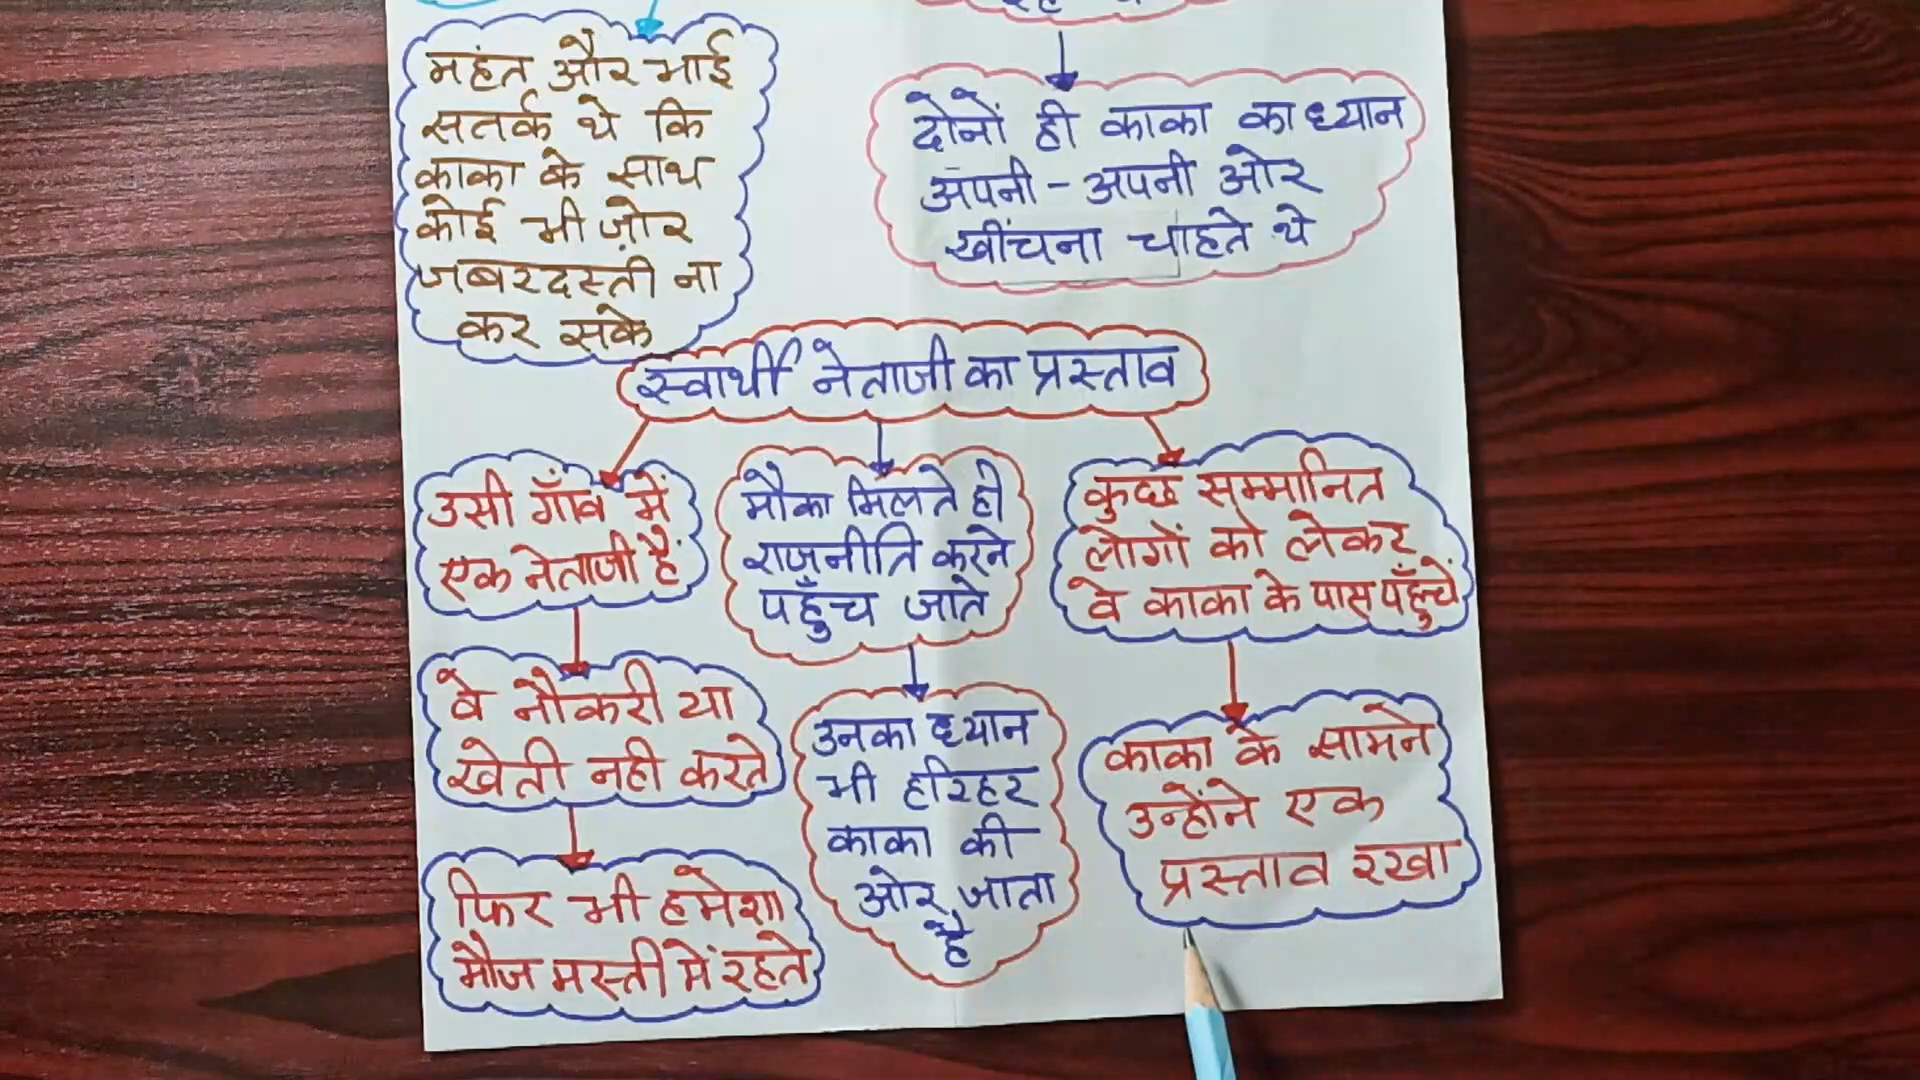 महंत और भाई
सतर्क थे कि
काका के साथ
कोई भी ज़ोर
जबरदस्ती ना
कर सके
दोनों ही काका का ध्यान
अपनी - अपनी ओर
खींचना चाहते थे
स्वार्थी नेताजी का प्रस्ताव
उसी गाँव में
एक नेताजी हैं
वे नौकरी या
खेती नही करते
फिर भी हमेशा
मौज मस्ती में रहते
मौका मिलते ही
राजनीति करने
पहुँच जाते
उनका ध्यान
भी हरिहर
काका की
ओर जाता
है
कुछ सम्मानित
लोगों को लेकर
वे काका के पास पहुँचें
काका के सामने
उन्होंने एक
प्रस्ताव रखा